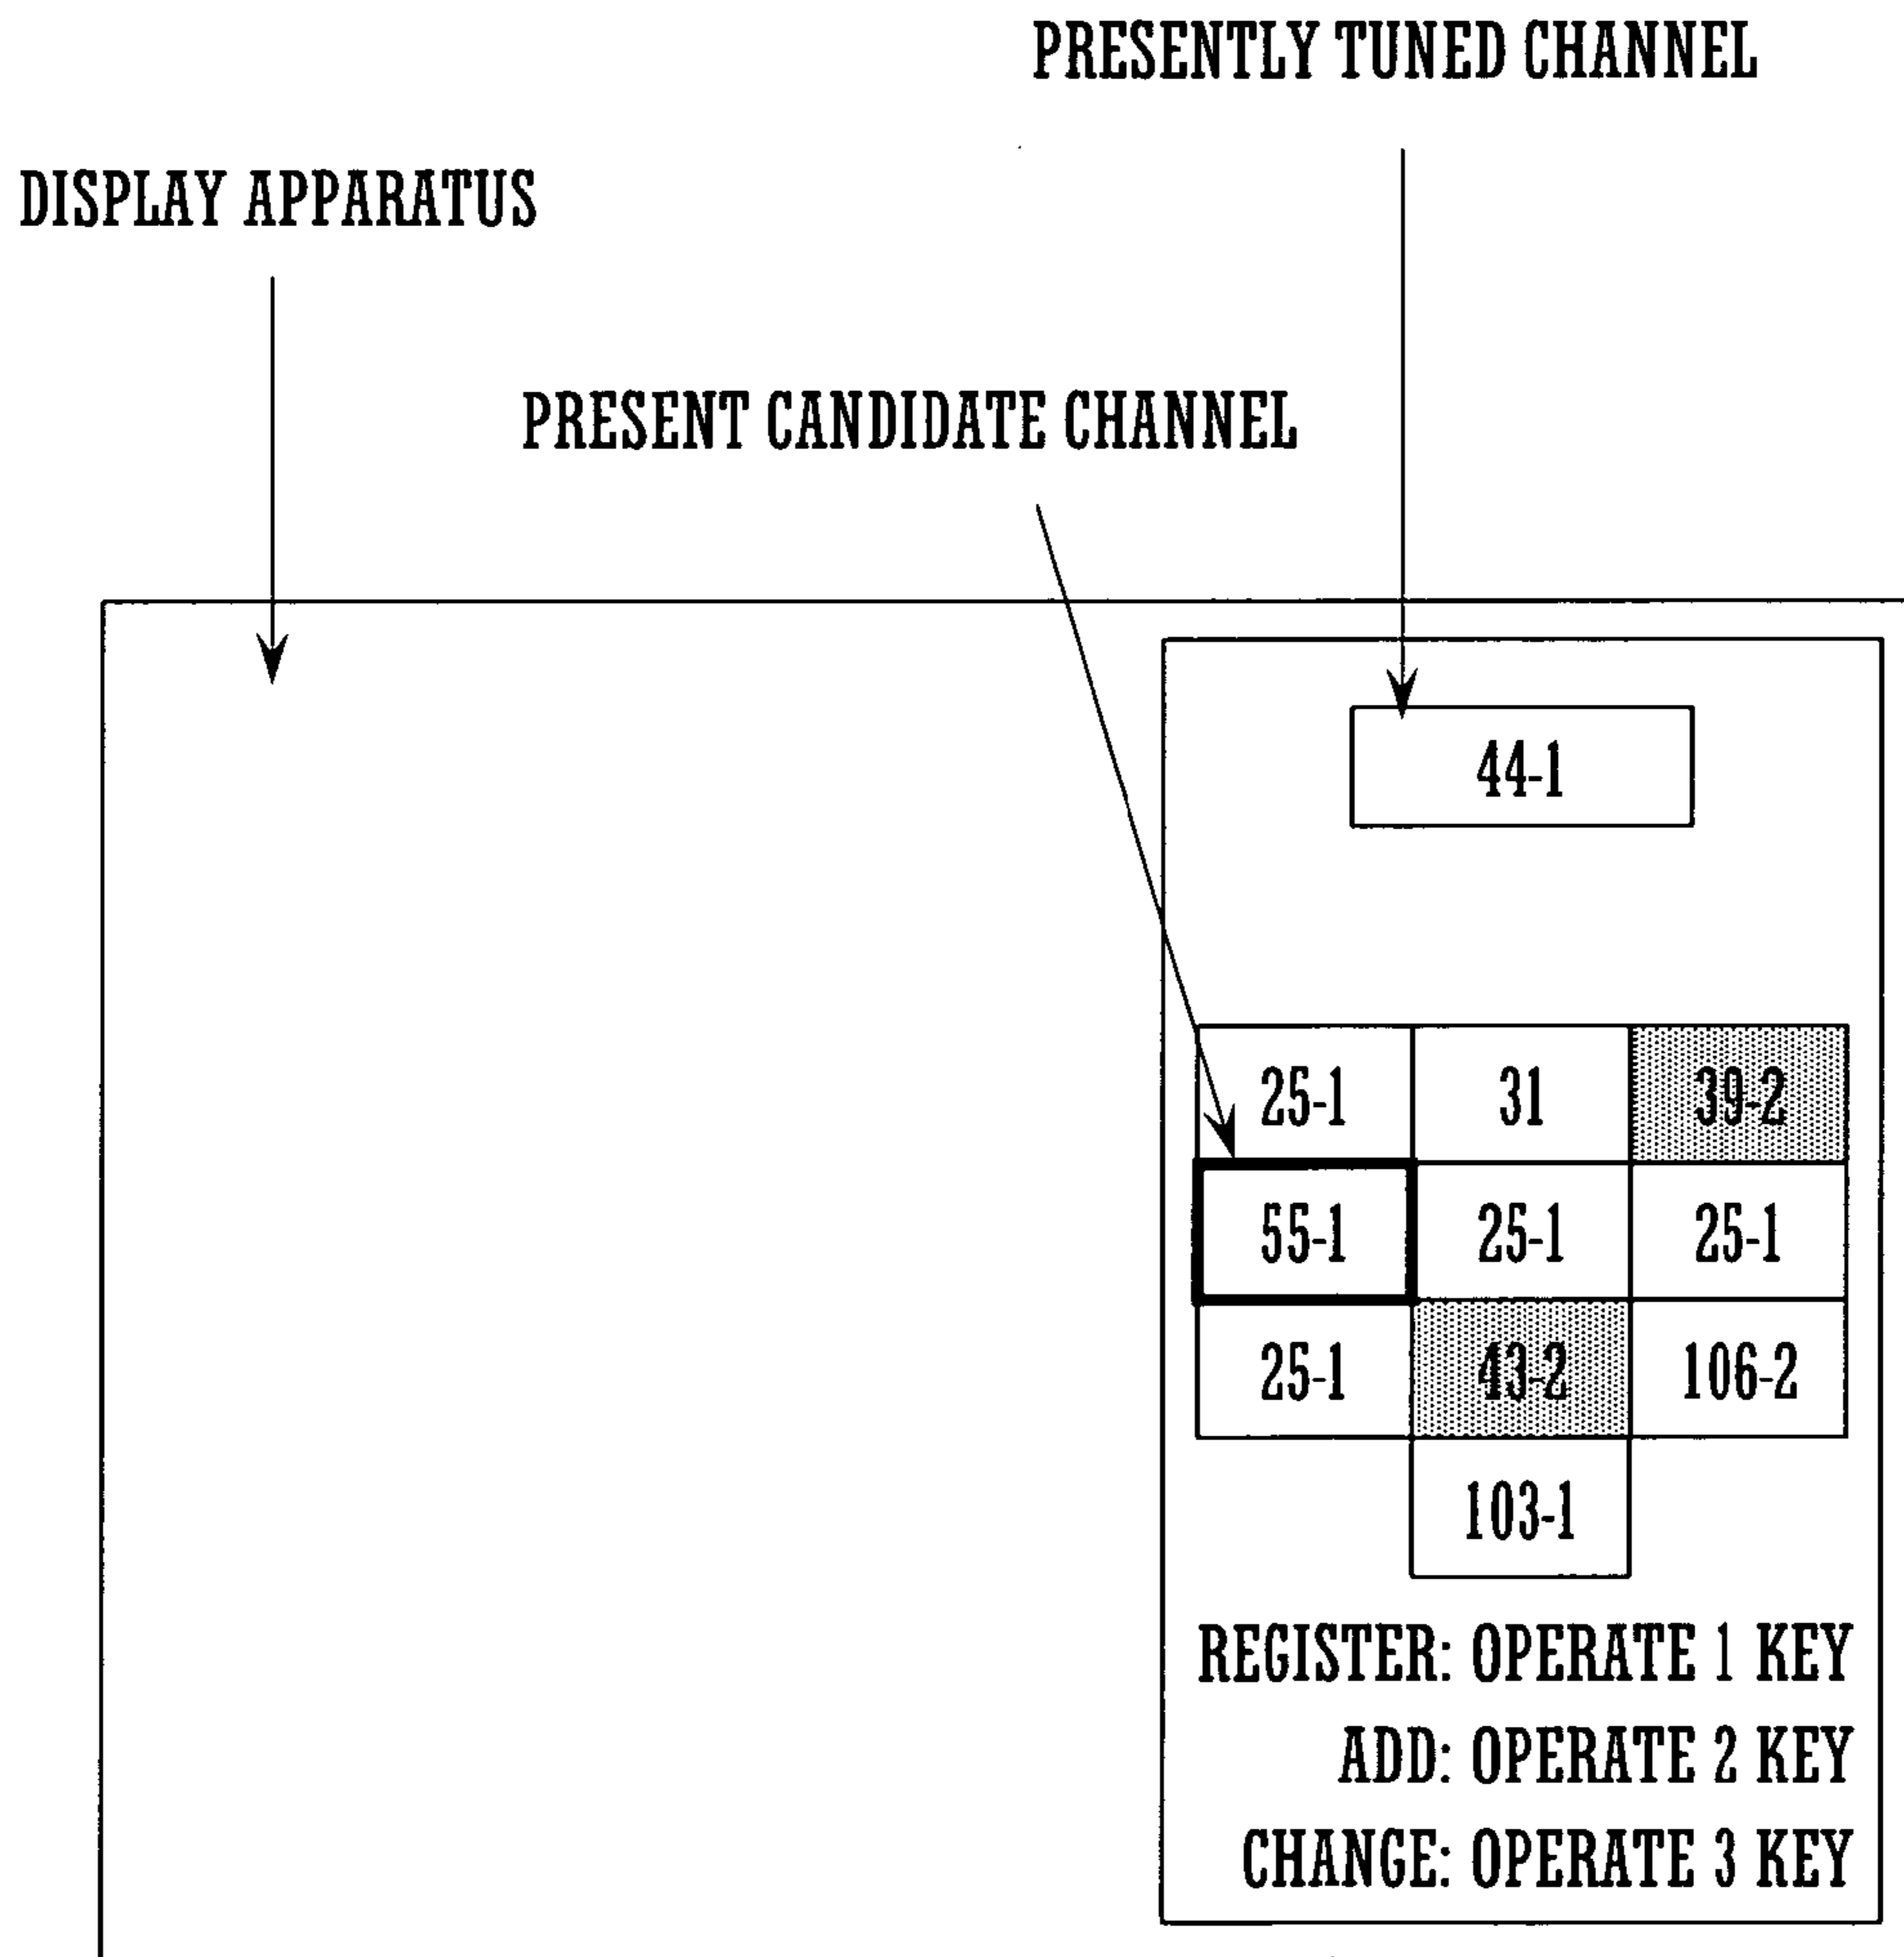 PRESENTLY TUNED CHANNEL
DISPLAY APPARATUS
PRESENT CANDIDATE CHANNEL
44-1
25-1 31 39-2
55-1 25-1 25-1
25-1 43-2 106-2
103-1
REGISTER: OPERATE 1 KEY
ADD: OPERATE 2 KEY
CHANGE: OPERATE 3 KEY